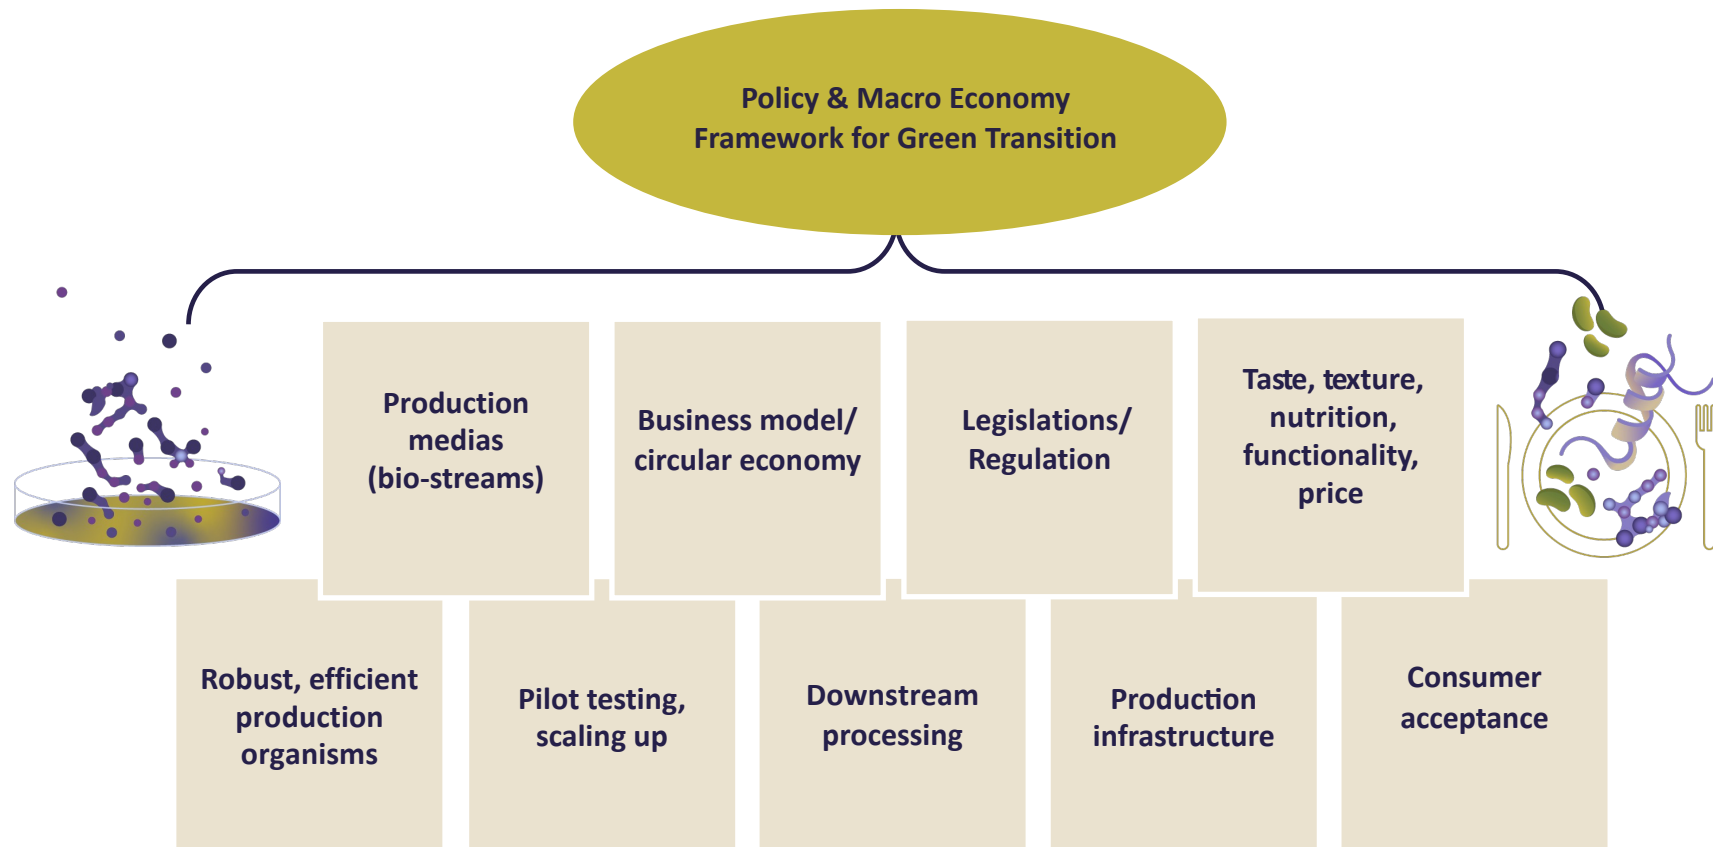 Policy & Macro Economy
Framework for Green Transition
Production
medias
(bio-streams)
Business model/
circular economy
Legislations/
Regulation
Taste, texture,
nutrition,
functionality,
price
Robust, efficient
production
organisms
Pilot testing,
scaling up
Downstream
processing
Production
infrastructure
Consumer
acceptance